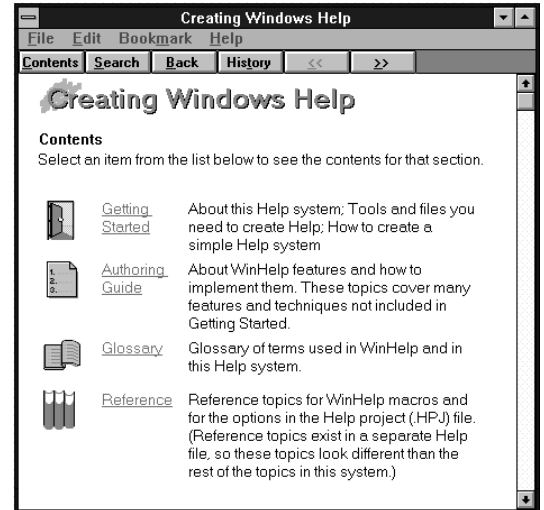 Creating Windows Help
File Edit Bookmark Help
Contents Search Back History << >>
Creating Windows Help
Contents
Select an item from the list below to see the contents for that section.
Getting Started
About this Help system; Tools and files you
need to create Help; How to create a
simple Help system
1.
2.
3.
Authoring Guide
About WinHelp features and how to
implement them. These topics cover many
features and techniques not included in
Getting Started.
Glossary
Glossary of terms used in WinHelp and in
this Help system.
Reference
Reference topics for WinHelp macros and
for the options in the Help project (.HPJ) file.
(Reference topics exist in a separate Help
file, so these topics look different than the
rest of the topics in this system.)